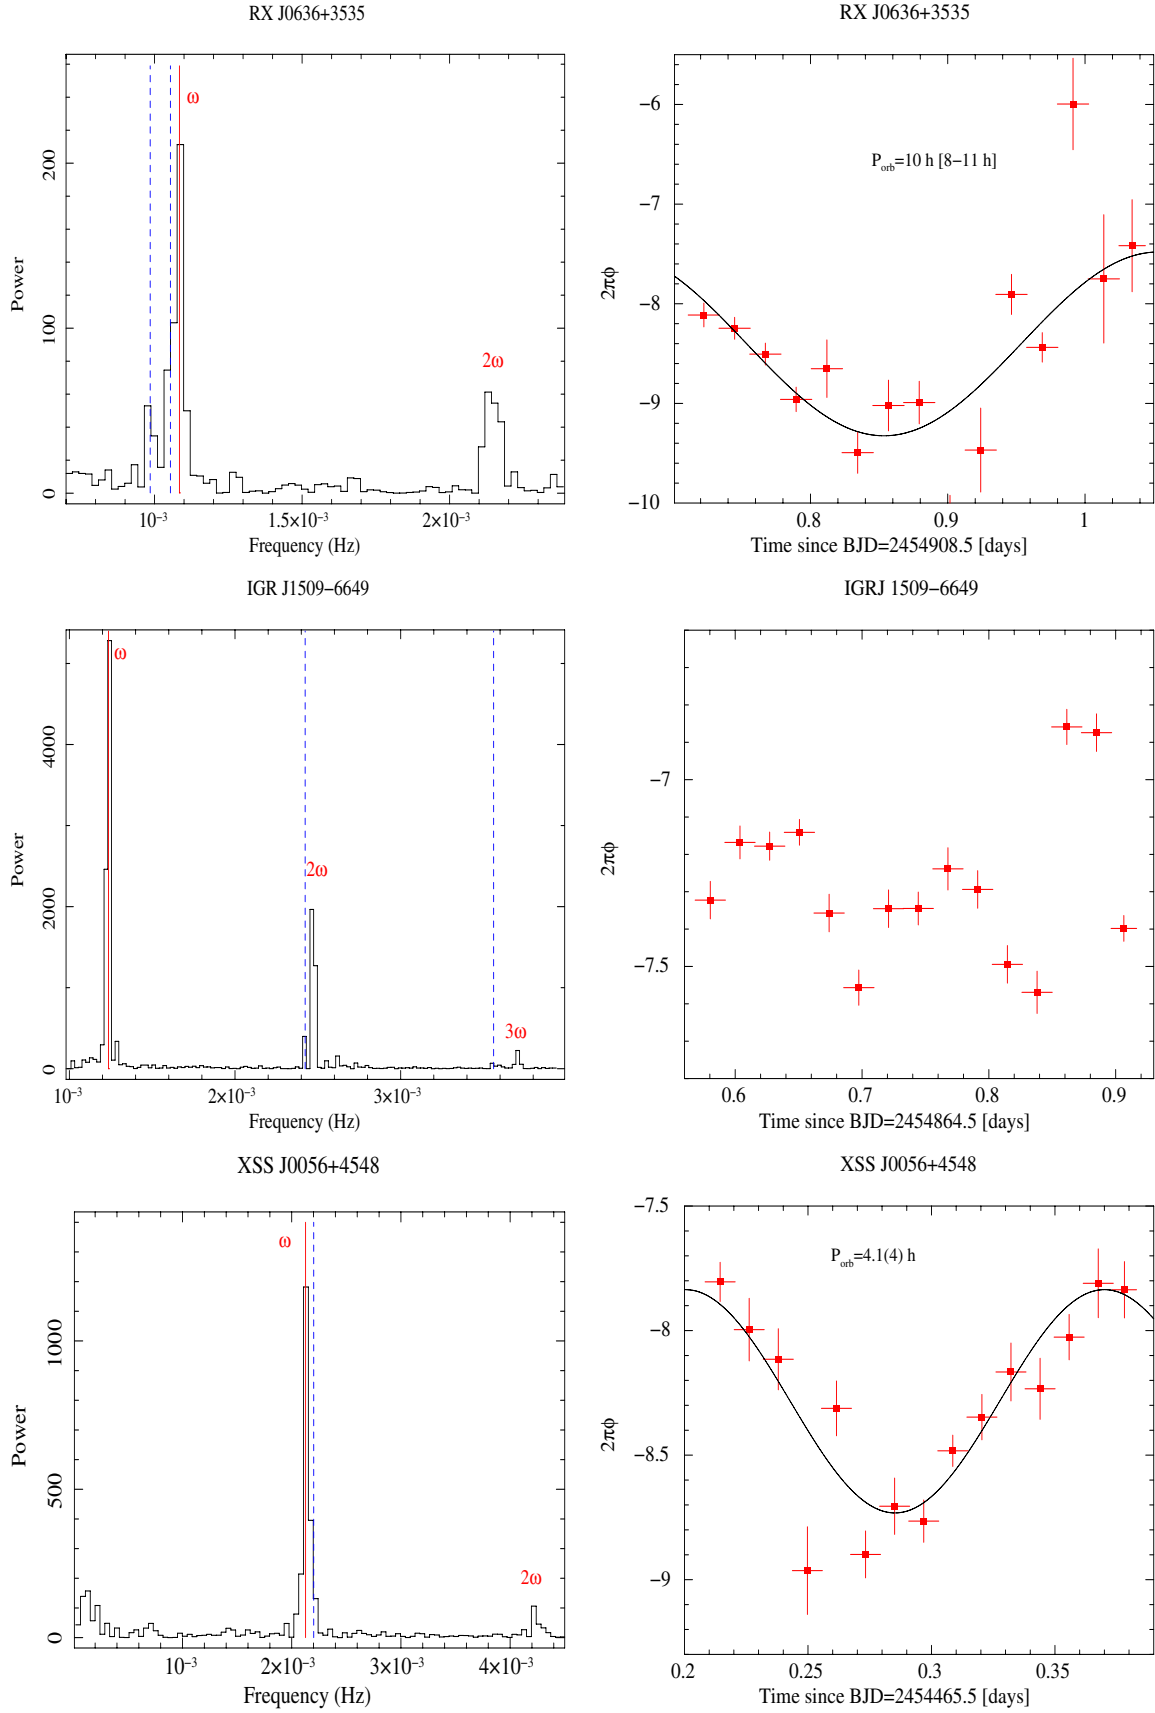 RX J0636+3535
RX J0636+3535
ω
2ω
Power
0
100
200
10⁻³
1.5×10⁻³
2×10⁻³
Frequency (Hz)
P_orb=10 h [8−11 h]
2πφ
−6
−7
−8
−9
−10
0.8
0.9
1
Time since BJD=2454908.5 [days]
IGR J1509−6649
IGRJ 1509−6649
ω
2ω
3ω
Power
0
2000
4000
10⁻³
2×10⁻³
3×10⁻³
Frequency (Hz)
2πφ
−7
−7.5
0.6
0.7
0.8
0.9
Time since BJD=2454864.5 [days]
XSS J0056+4548
XSS J0056+4548
ω
2ω
Power
0
500
1000
10⁻³
2×10⁻³
3×10⁻³
4×10⁻³
Frequency (Hz)
P_orb=4.1(4) h
2πφ
−7.5
−8
−8.5
−9
0.2
0.25
0.3
0.35
Time since BJD=2454465.5 [days]